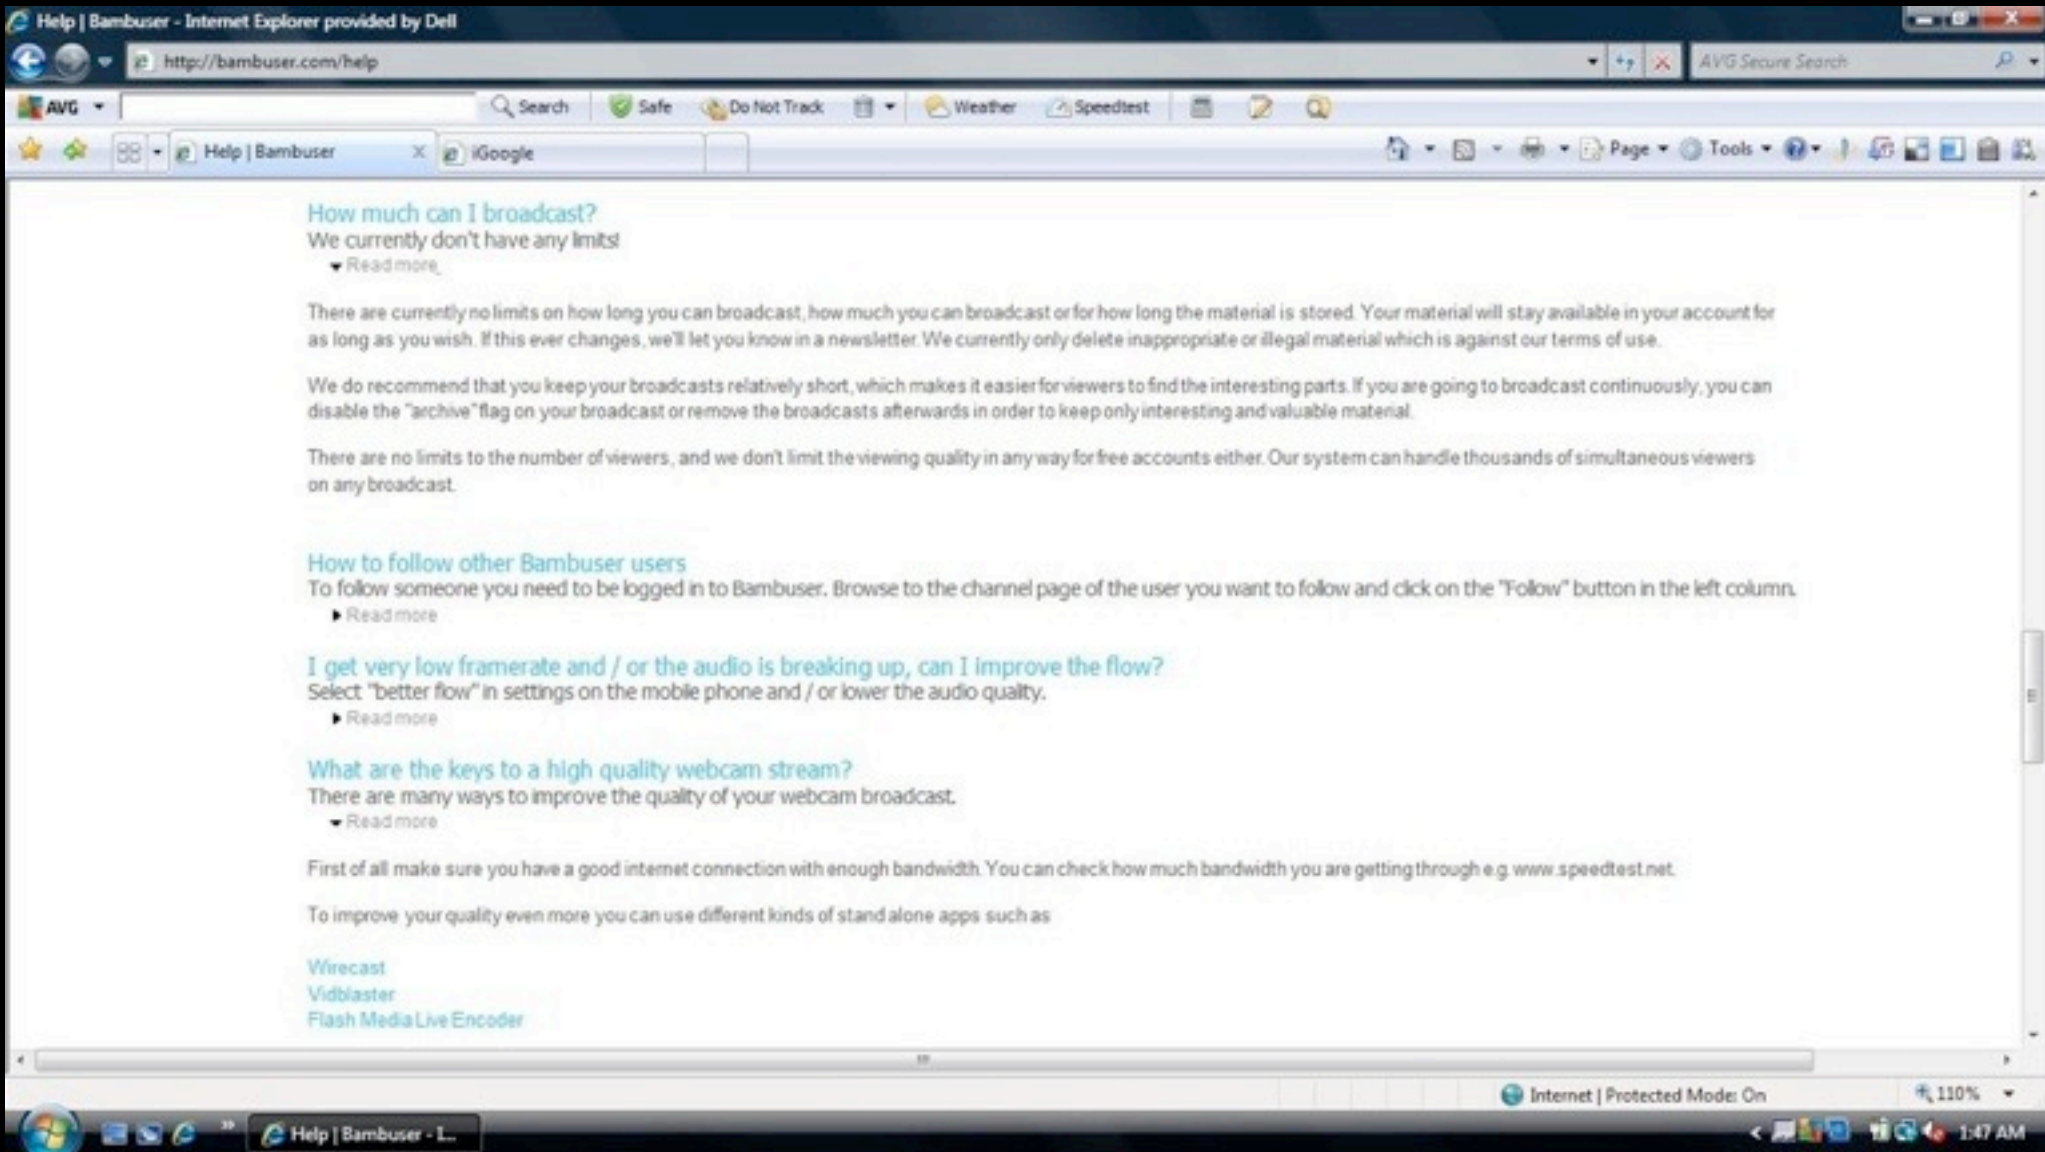 Help | Bambuser - Internet Explorer provided by Dell
http://bambuser.com/help
AVG Secure Search
AVG Search Safe Do Not Track Weather Speedtest
Help | Bambuser iGoogle Page Tools
How much can I broadcast?
We currently don't have any limits!
Read more
There are currently no limits on how long you can broadcast, how much you can broadcast or for how long the material is stored. Your material will stay available in your account for
as long as you wish. If this ever changes, we'll let you know in a newsletter. We currently only delete inappropriate or illegal material which is against our terms of use.
We do recommend that you keep your broadcasts relatively short, which makes it easier for viewers to find the interesting parts. If you are going to broadcast continuously, you can
disable the "archive" flag on your broadcast or remove the broadcasts afterwards in order to keep only interesting and valuable material.
There are no limits to the number of viewers, and we don't limit the viewing quality in any way for free accounts either. Our system can handle thousands of simultaneous viewers
on any broadcast.
How to follow other Bambuser users
To follow someone you need to be logged in to Bambuser. Browse to the channel page of the user you want to follow and click on the "Follow" button in the left column.
Read more
I get very low framerate and / or the audio is breaking up, can I improve the flow?
Select "better flow" in settings on the mobile phone and / or lower the audio quality.
Read more
What are the keys to a high quality webcam stream?
There are many ways to improve the quality of your webcam broadcast.
Read more
First of all make sure you have a good internet connection with enough bandwidth. You can check how much bandwidth you are getting through e.g. www.speedtest.net.
To improve your quality even more you can use different kinds of stand alone apps such as
Wirecast
Vidblaster
Flash Media Live Encoder
Internet | Protected Mode: On 110%
Help | Bambuser - I... 1:47 AM